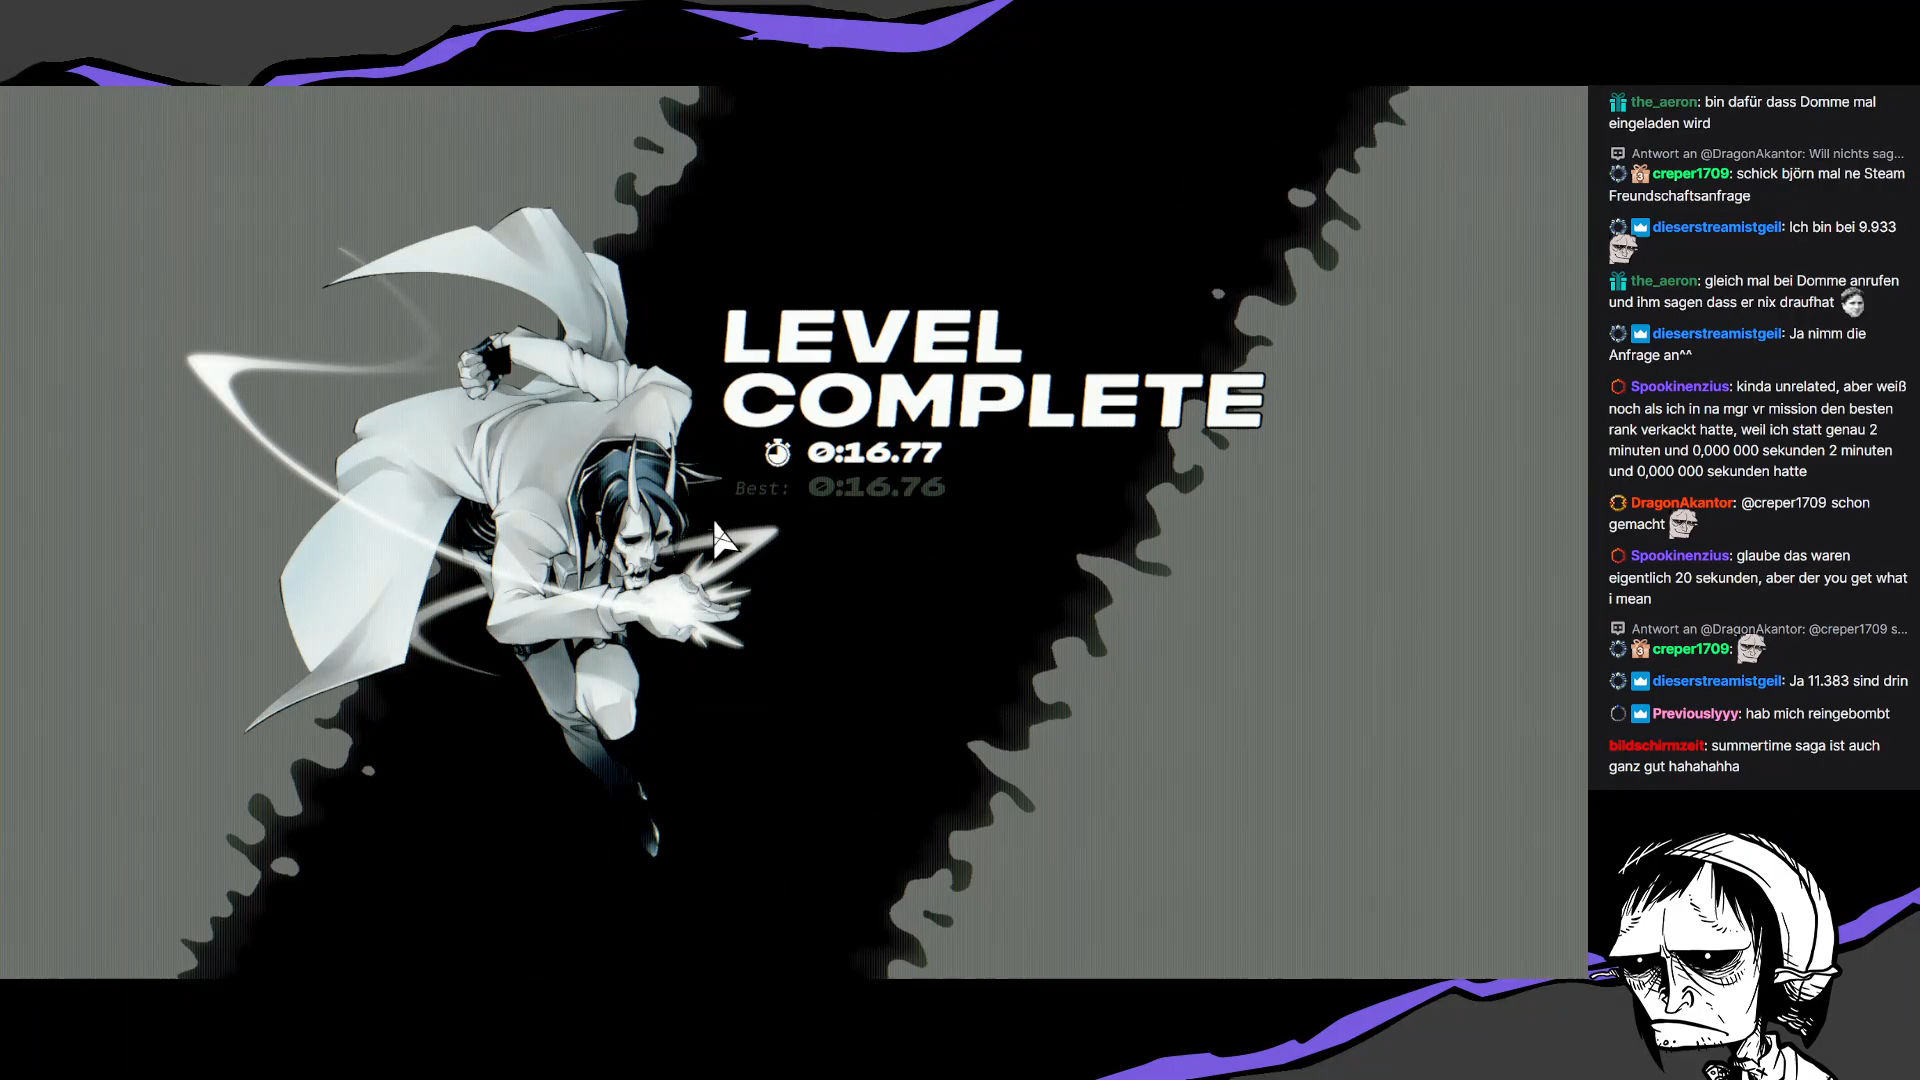 LEVEL
COMPLETE
0:16.77
Best: 0:16.76
the_aeron: bin dafür dass Domme mal
eingeladen wird
Antwort an @DragonAkantor: Will nichts sag...
creper1709: schick björn mal ne Steam
Freundschaftsanfrage
dieserstreamistgeil: Ich bin bei 9.933
the_aeron: gleich mal bei Domme anrufen
und ihm sagen dass er nix draufhat
dieserstreamistgeil: Ja nimm die
Anfrage an^^
Spookinenzius: kinda unrelated, aber weiß
noch als ich in na mgr vr mission den besten
rank verkackt hatte, weil ich statt genau 2
minuten und 0,000 000 sekunden 2 minuten
und 0,000 000 sekunden hatte
DragonAkantor: @creper1709 schon
gemacht
Spookinenzius: glaube das waren
eigentlich 20 sekunden, aber der you get what
i mean
Antwort an @DragonAkantor: @creper1709 s...
3 creper1709:
dieserstreamistgeil: Ja 11.383 sind drin
Previouslyyy: hab mich reingebombt
bildschirmzeit: summertime saga ist auch
ganz gut hahahahha